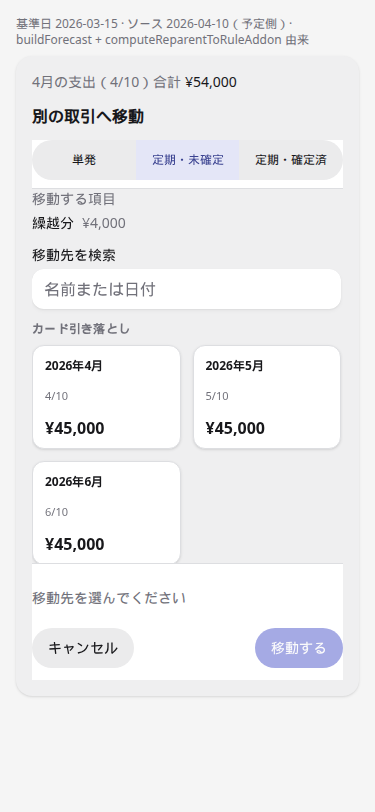 基準日 2026-03-15 · ソース 2026-04-10（予定側）·
buildForecast + computeReparentToRuleAddon 由来
4月の支出（4/10）合計 ¥54,000
別の取引へ移動
単発 定期・未確定 定期・確定済
移動する項目
繰越分 ¥4,000
移動先を検索
名前または日付
カード引き落とし
2026年4月 2026年5月
4/10 5/10
¥45,000 ¥45,000
2026年6月
6/10
¥45,000
移動先を選んでください
キャンセル 移動する